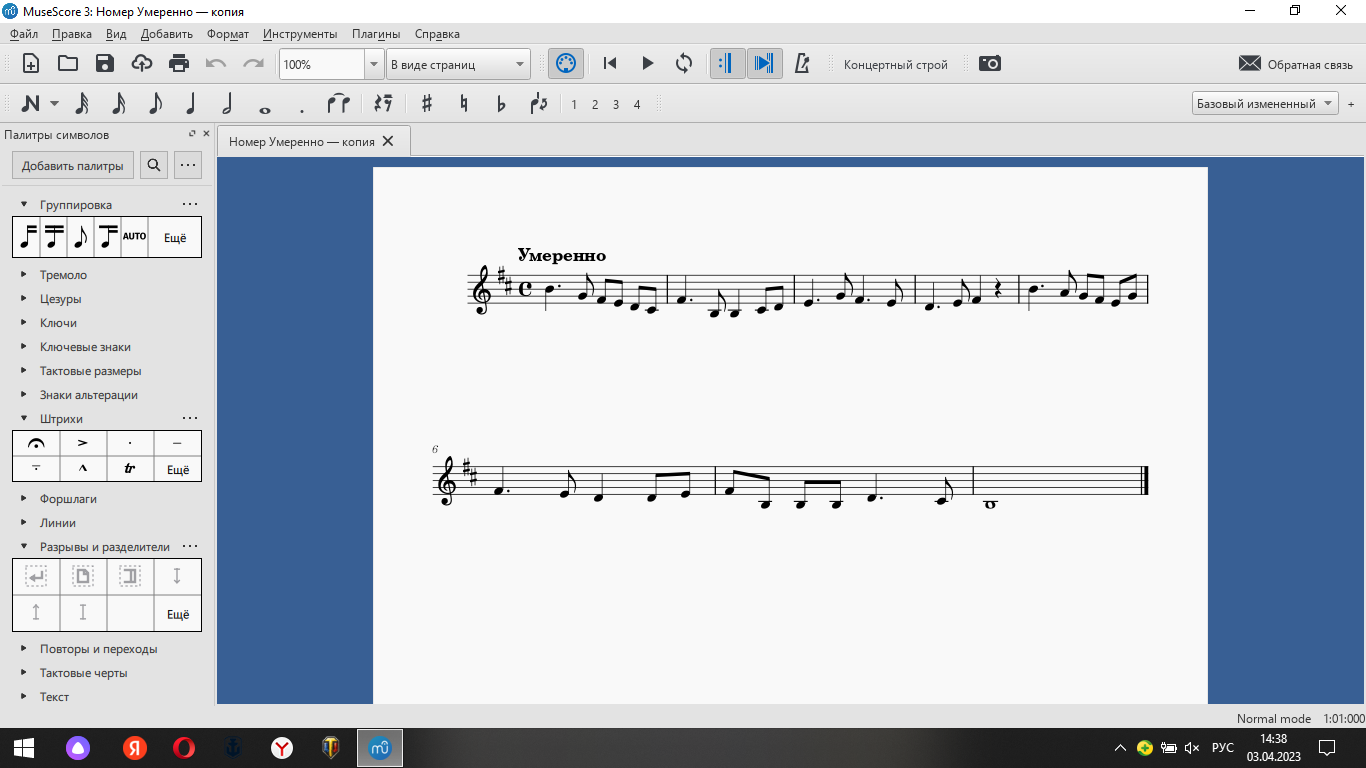 MuseScore 3: Номер Умеренно — копия
Файл Правка Вид Добавить Формат Инструменты Плагины Справка
100% В виде страниц Концертный строй Обратная связь
1 2 3 4 Базовый измененный +
Палитры символов
Номер Умеренно — копия
Добавить палитры ...
Группировка ...
AUTO Ещё
Тремоло
Цезуры
Ключи
Ключевые знаки
Тактовые размеры
Знаки альтерации
Штрихи ...
tr Ещё
Форшлаги
Линии
Разрывы и разделители ...
Ещё
Повторы и переходы
Тактовые черты
Текст
Умеренно
6
Normal mode 1:01:000
Я Y РУС 14:38
03.04.2023